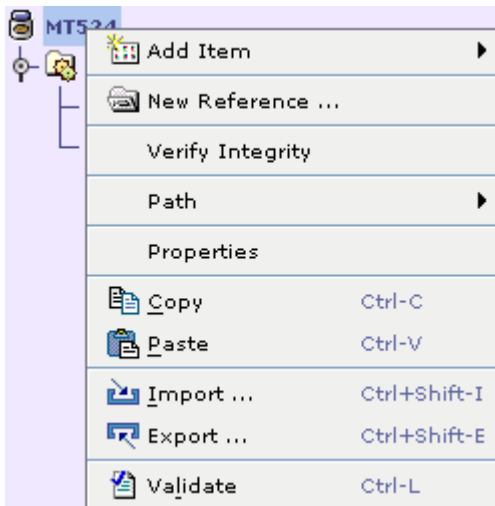 MT524
Add Item
New Reference ...
Verify Integrity
Path
Properties
Copy Ctrl-C
Paste Ctrl-V
Import ... Ctrl+Shift-I
Export ... Ctrl+Shift-E
Validate Ctrl-L